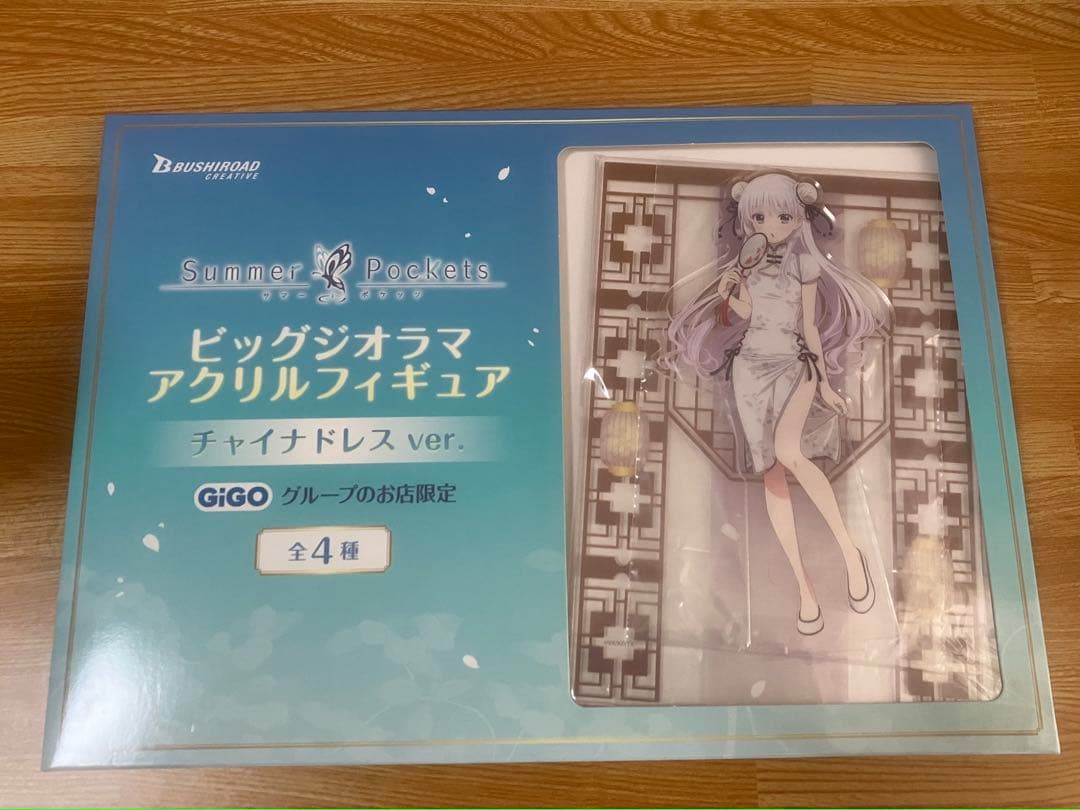 BUSHIROAD
CREATIVE
Summer Pockets
サマー ポケッツ
ビッグジオラマ
アクリルフィギュア
チャイナドレス ver.
GiGO グループのお店限定
全4種